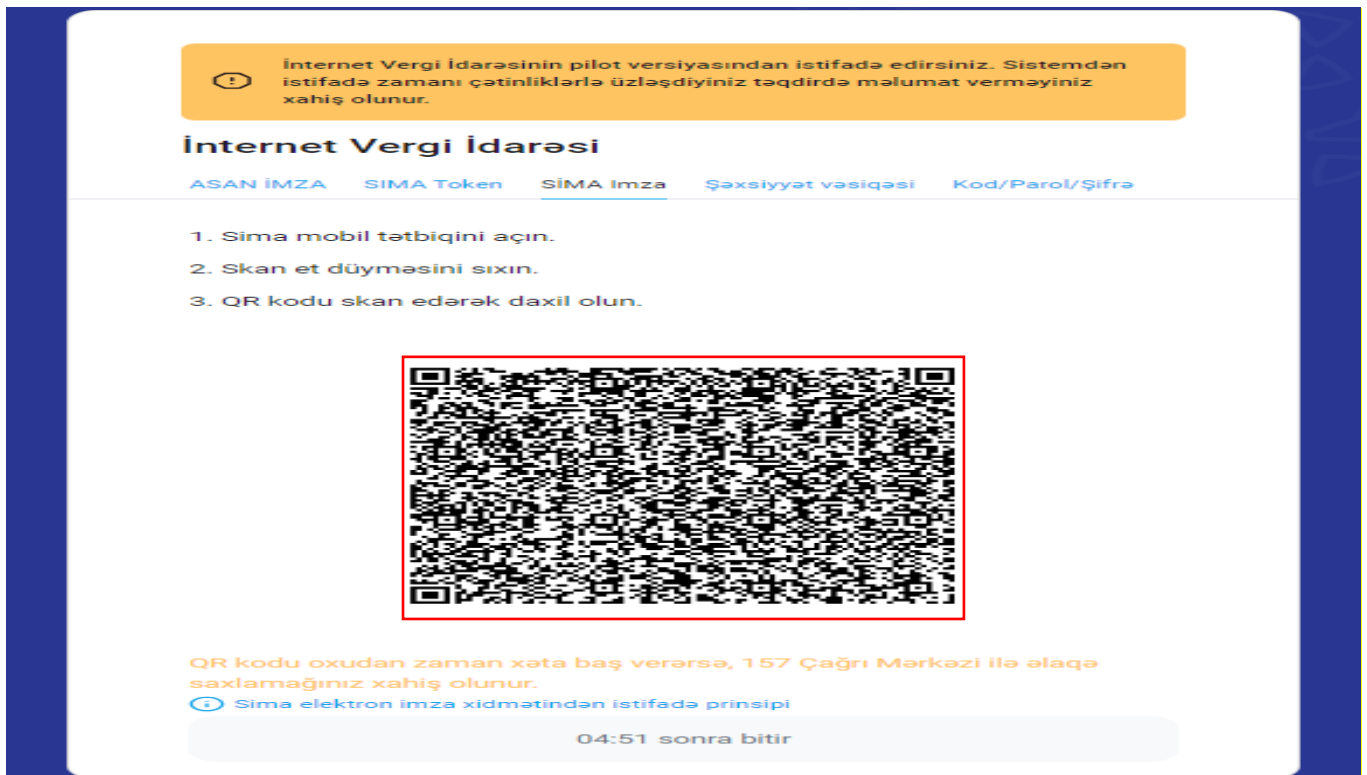 İnternet Vergi İdarəsinin pilot versiyasından istifadə edirsiniz. Sistemdən
istifadə zamanı çətinliklərlə üzləşdiyiniz təqdirdə məlumat verməyiniz
xahiş olunur.
İnternet Vergi İdarəsi
ASAN İMZA SIMA Token SİMA Imza Şəxsiyyət vəsiqəsi Kod/Parol/Şifrə
1. Sima mobil tətbiqini açın.
2. Skan et düyməsini sıxın.
3. QR kodu skan edərək daxil olun.
QR kodu oxudan zaman xəta baş verərsə, 157 Çağrı Mərkəzi ilə əlaqə
saxlamağınız xahiş olunur.
Sima elektron imza xidmətindən istifadə prinsipi
04:51 sonra bitir